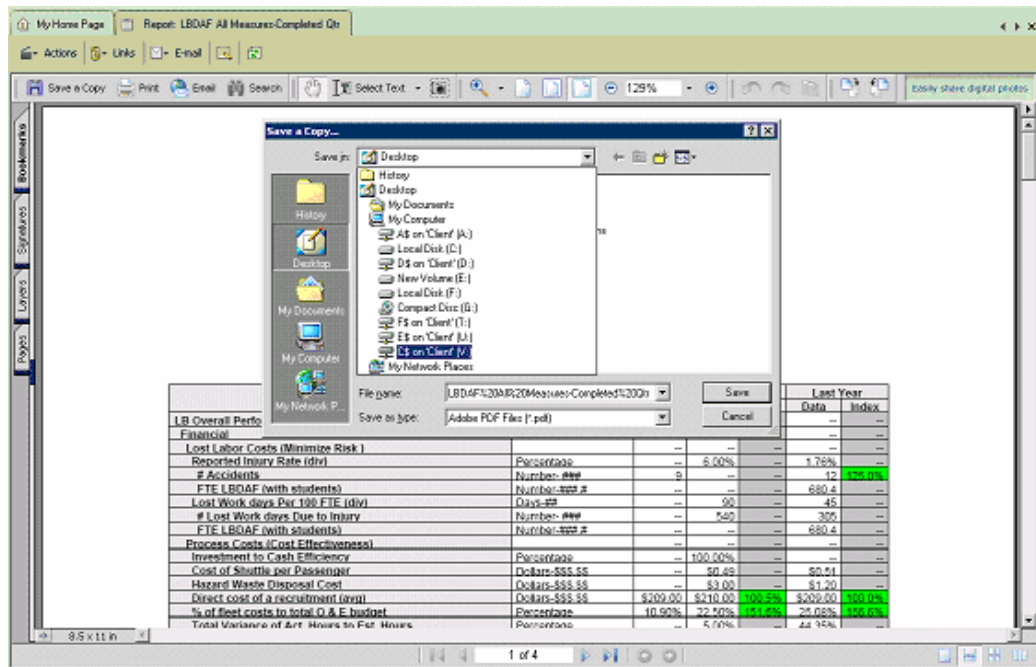 My Home Page Report: LBDAF All Measures-Completed Qtr
Actions Links E-mail
Save a Copy Print Email Search Select Text 129% Easily share digital photos
Bookmarks
Signatures
Layers
Pages
Save a Copy...
Save in: Desktop
History
Desktop
My Documents
My Computer
My Network P...
History
Desktop
My Documents
My Computer
A$ on 'Client' (A:)
Local Disk (C:)
D$ on 'Client' (D:)
New Volume (E:)
Local Disk (F:)
Compact Disc (G:)
F$ on 'Client' (T:)
E$ on 'Client' (U:)
C$ on 'Client' (V:)
My Network Places
File name: LBDAF%20All%20Measures-Completed%20Qtr Save
Save as type: Adobe PDF Files (*.pdf) Cancel
Last Year
Data Index
LB Overall Perfo -- --
Financial -- --
Lost Labor Costs (Minimize Risk) -- -- -- -- --
Reported Injury Rate (div) Percentage -- 6.00% -- 1.76% --
# Accidents Number- ### 9 -- -- 12 125.0%
FTE LBDAF (with students) Number-###.# -- -- -- 680.4 --
Lost Work days Per 100 FTE (div) Days-## -- 90 -- 45 --
# Lost Work days Due to Injury Number- ### -- 540 -- 305 --
FTE LBDAF (with students) Number-###.# -- -- -- 680.4 --
Process Costs (Cost Effectiveness) -- -- -- -- --
Investment to Cash Efficiency Percentage -- 100.00% -- -- --
Cost of Shuttle per Passenger Dollars-$$$.$$ -- $0.49 -- $0.51 --
Hazard Waste Disposal Cost Dollars-$$$.$$ -- $3.00 -- $1.20 --
Direct cost of a recruitment (avg) Dollars-$$$.$$ $209.00 $210.00 100.5% $209.00 100.0%
% of fleet costs to total O & E budget Percentage 10.90% 22.50% 151.6% 25.08% 156.6%
Total Variance of Act. Hours to Est. Hours Percentage -- 5.00% -- 44.35% --
8.5 x 11 in
1 of 4